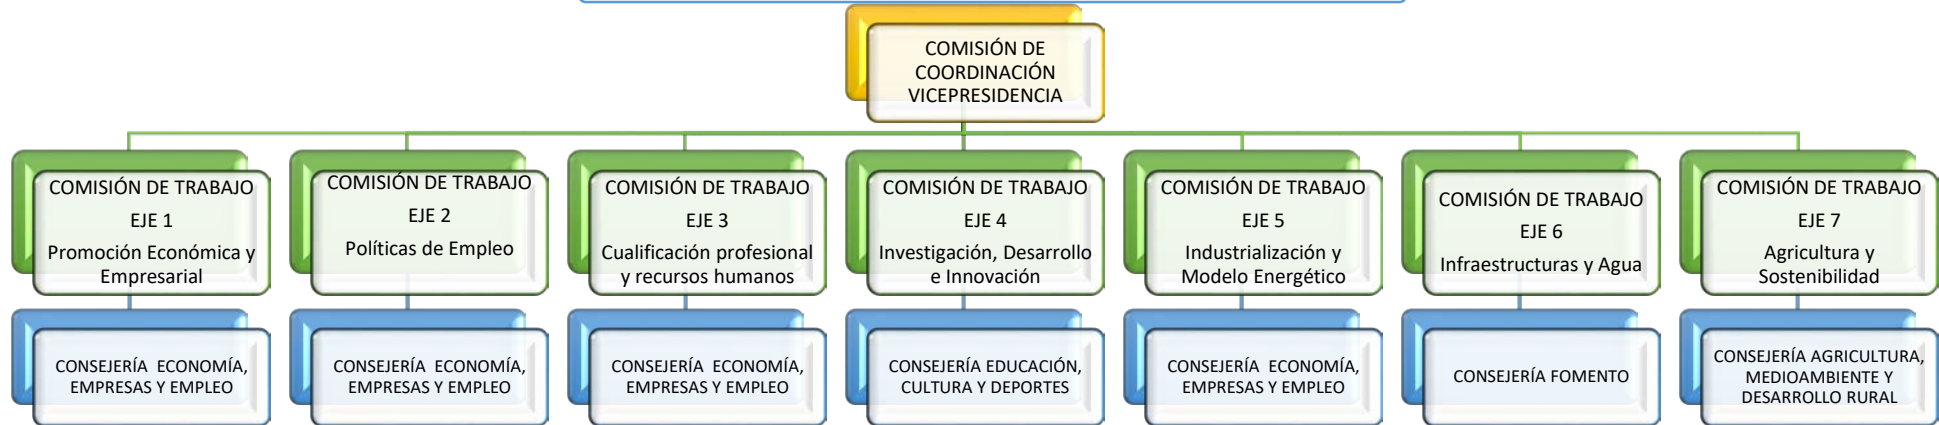 COMISIÓN DE
COORDINACIÓN
VICEPRESIDENCIA
COMISIÓN DE TRABAJO
EJE 1
Promoción Económica y
Empresarial
COMISIÓN DE TRABAJO
EJE 2
Políticas de Empleo
COMISIÓN DE TRABAJO
EJE 3
Cualificación profesional
y recursos humanos
COMISIÓN DE TRABAJO
EJE 4
Investigación, Desarrollo
e Innovación
COMISIÓN DE TRABAJO
EJE 5
Industrialización y
Modelo Energético
COMISIÓN DE TRABAJO
EJE 6
Infraestructuras y Agua
COMISIÓN DE TRABAJO
EJE 7
Agricultura y
Sostenibilidad
CONSEJERÍA ECONOMÍA,
EMPRESAS Y EMPLEO
CONSEJERÍA ECONOMÍA,
EMPRESAS Y EMPLEO
CONSEJERÍA ECONOMÍA,
EMPRESAS Y EMPLEO
CONSEJERÍA EDUCACIÓN,
CULTURA Y DEPORTES
CONSEJERÍA ECONOMÍA,
EMPRESAS Y EMPLEO
CONSEJERÍA FOMENTO
CONSEJERÍA AGRICULTURA,
MEDIOAMBIENTE Y
DESARROLLO RURAL